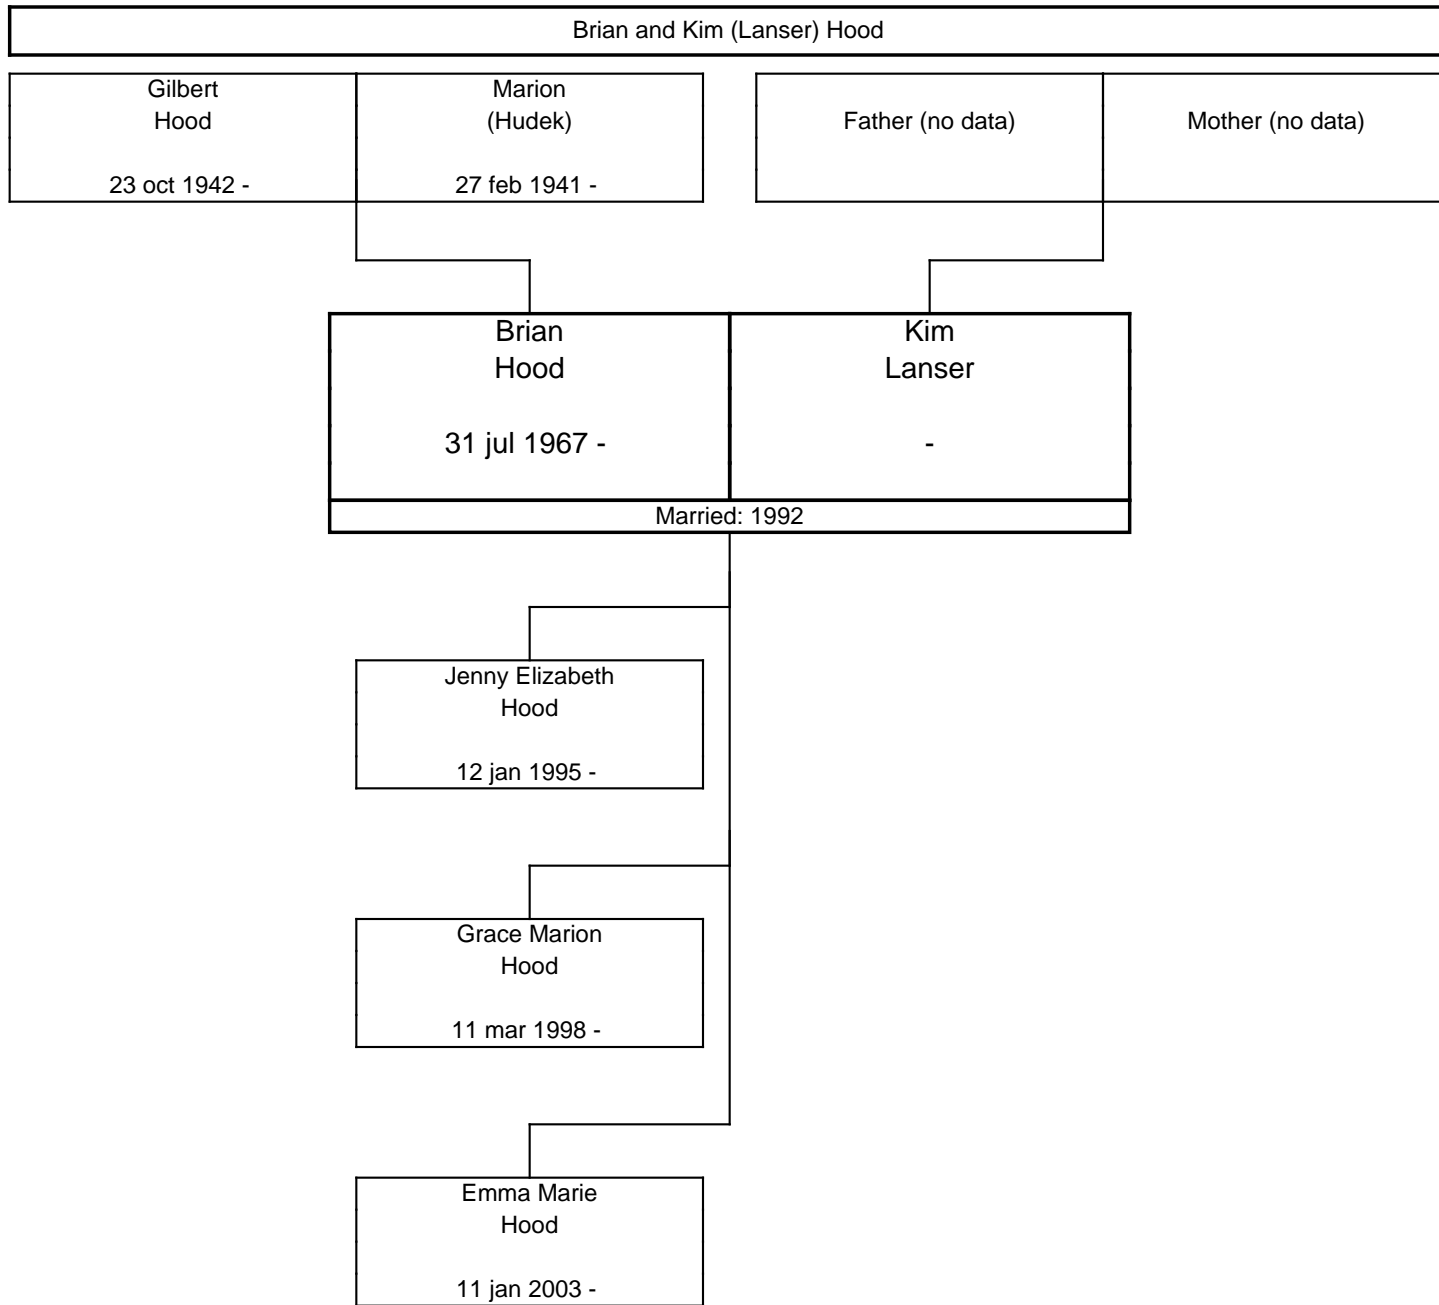 Brian and Kim (Lanser) Hood
Gilbert
Hood
23 oct 1942 -
Marion
(Hudek)
27 feb 1941 -
Father (no data)
Mother (no data)
Brian
Hood
31 jul 1967 -
Kim
Lanser
-
Married: 1992
Jenny Elizabeth
Hood
12 jan 1995 -
Grace Marion
Hood
11 mar 1998 -
Emma Marie
Hood
11 jan 2003 -